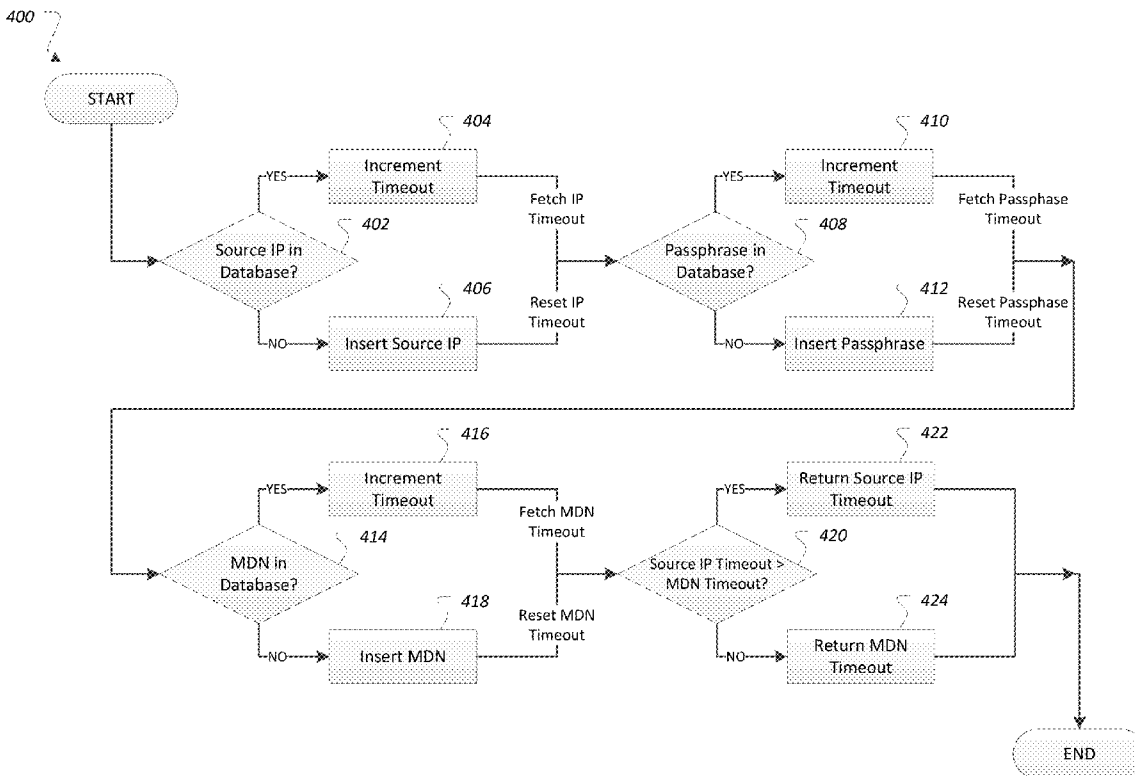 400
START
404
Increment
Timeout
YES
Fetch IP
Timeout
402
Source IP in
Database?
406
Reset IP
Timeout
NO
Insert Source IP
410
Increment
Timeout
YES
Fetch Passphase
Timeout
408
Passphrase in
Database?
412
Reset Passphase
Timeout
NO
Insert Passphrase
416
Increment
Timeout
YES
Fetch MDN
Timeout
414
MDN in
Database?
418
Reset MDN
Timeout
NO
Insert MDN
422
Return Source IP
Timeout
YES
420
Source IP Timeout >
MDN Timeout?
424
Return MDN
Timeout
NO
END